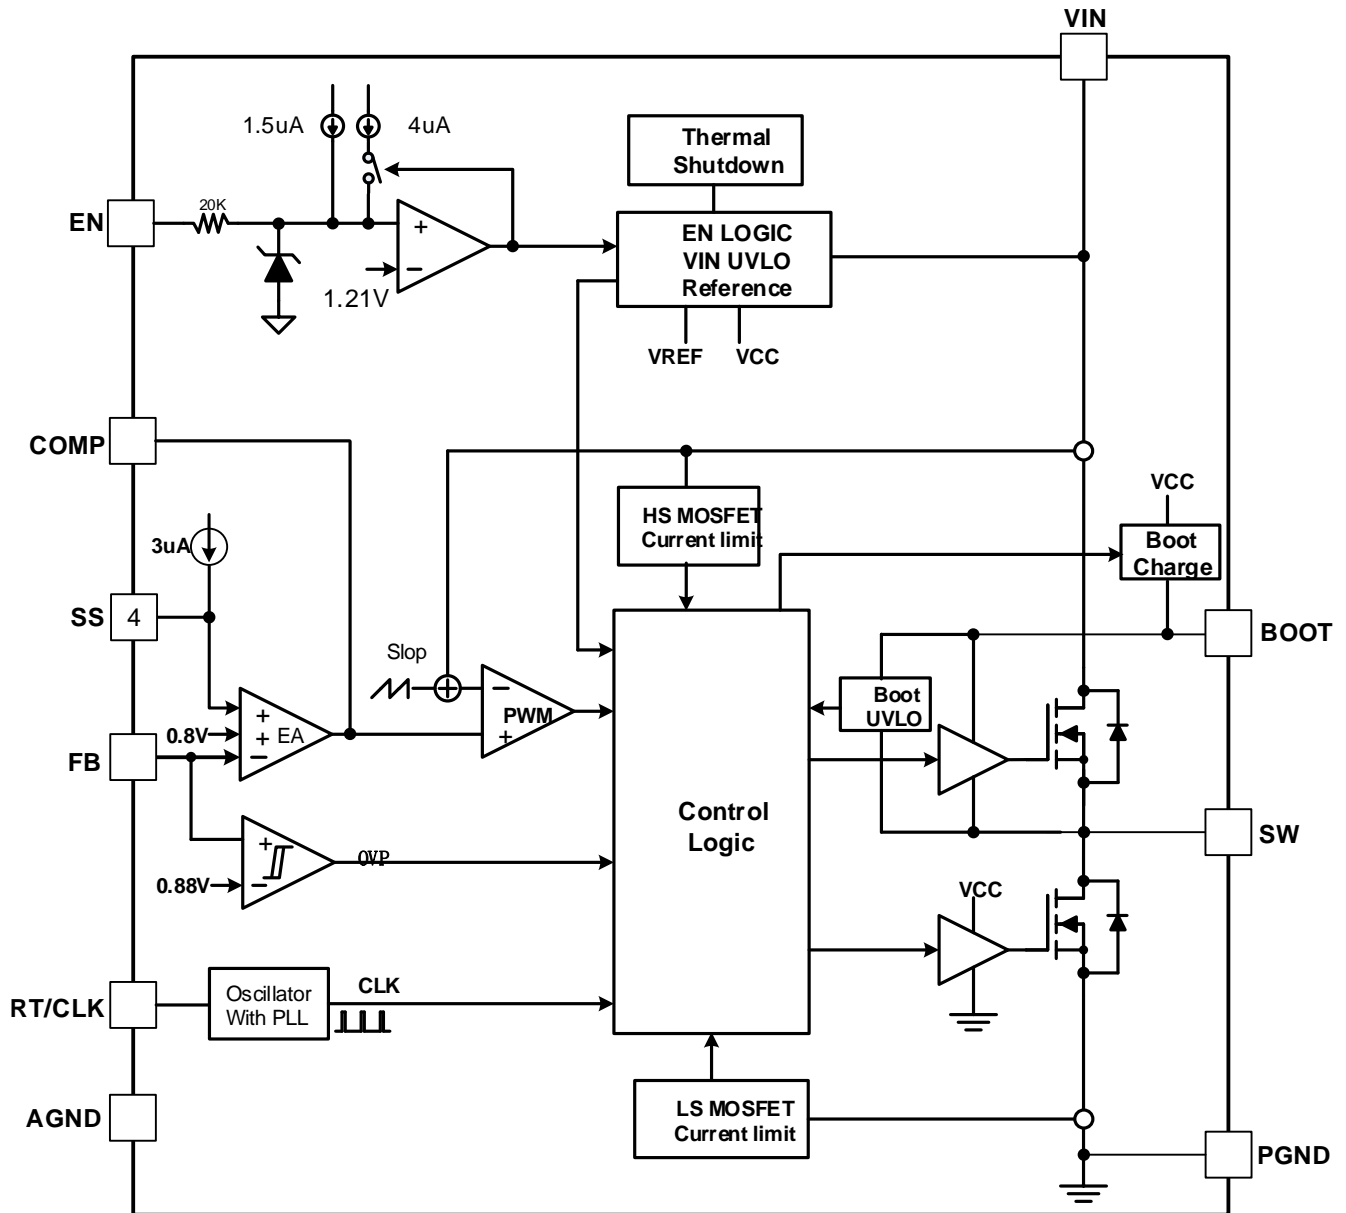 VIN
1.5uA
4uA
Thermal
Shutdown
20K
EN
+
−
1.21V
EN LOGIC
VIN UVLO
Reference
VREF
VCC
COMP
VCC
HS MOSFET
Current limit
Boot
Charge
3uA
SS
4
BOOT
Slop
+
−
PWM
+
Boot
UVLO
+
+
−
EA
0.8V
FB
Control
Logic
SW
+
−
0.88V
OVP
VCC
RT/CLK
Oscillator
With PLL
CLK
AGND
LS MOSFET
Current limit
PGND